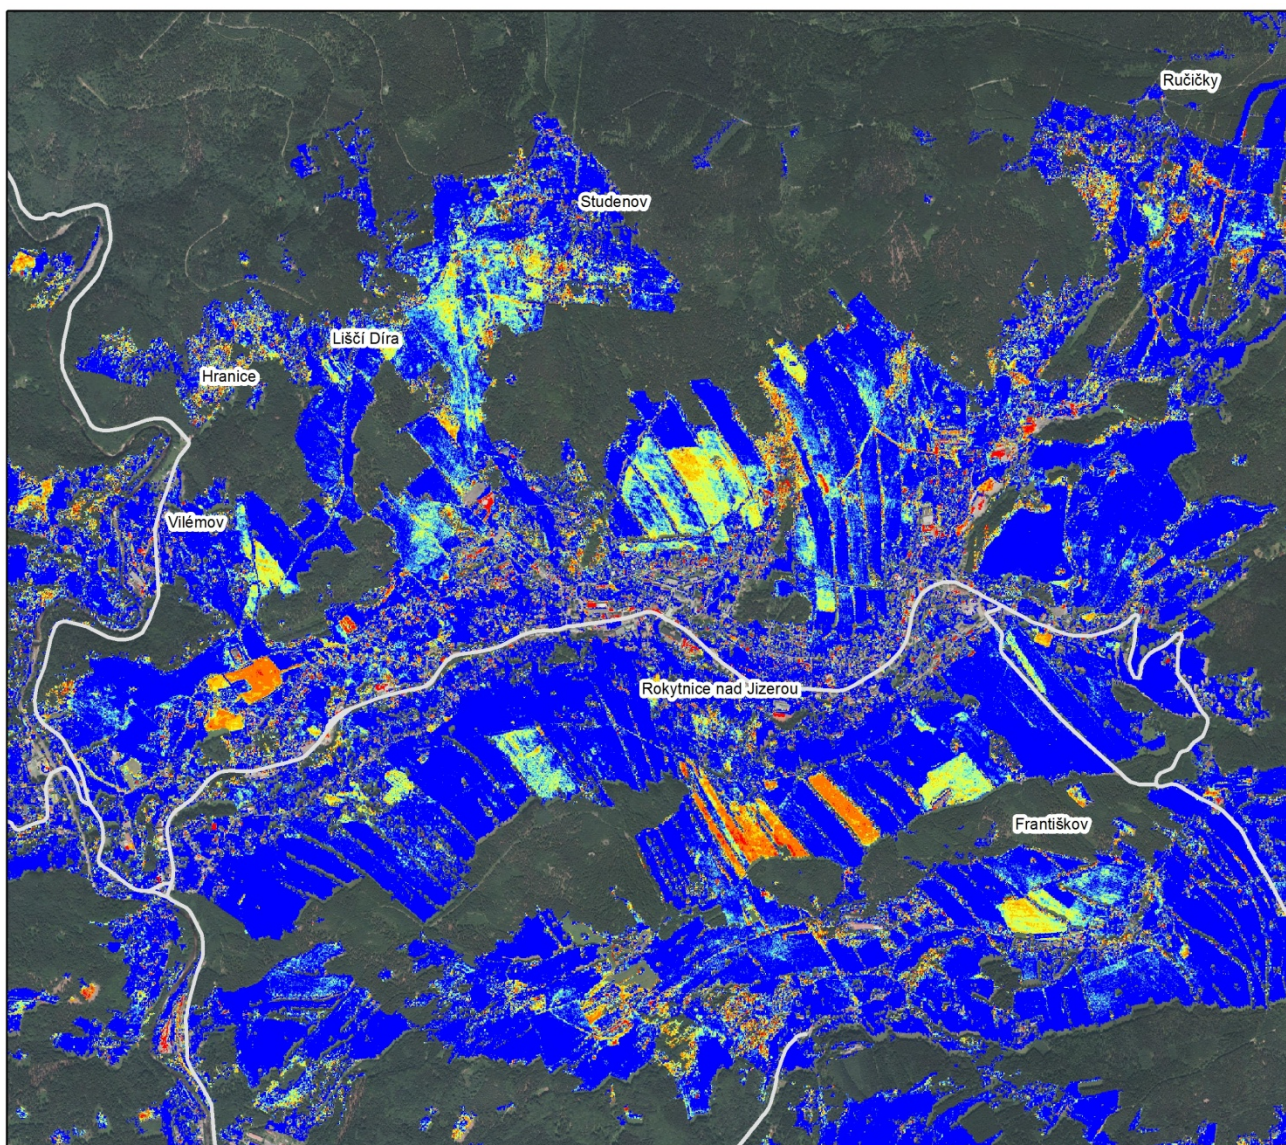 Ručičky
Studenov
Liščí Díra
Hranice
Vilémov
Rokytnice nad Jizerou
Františkov